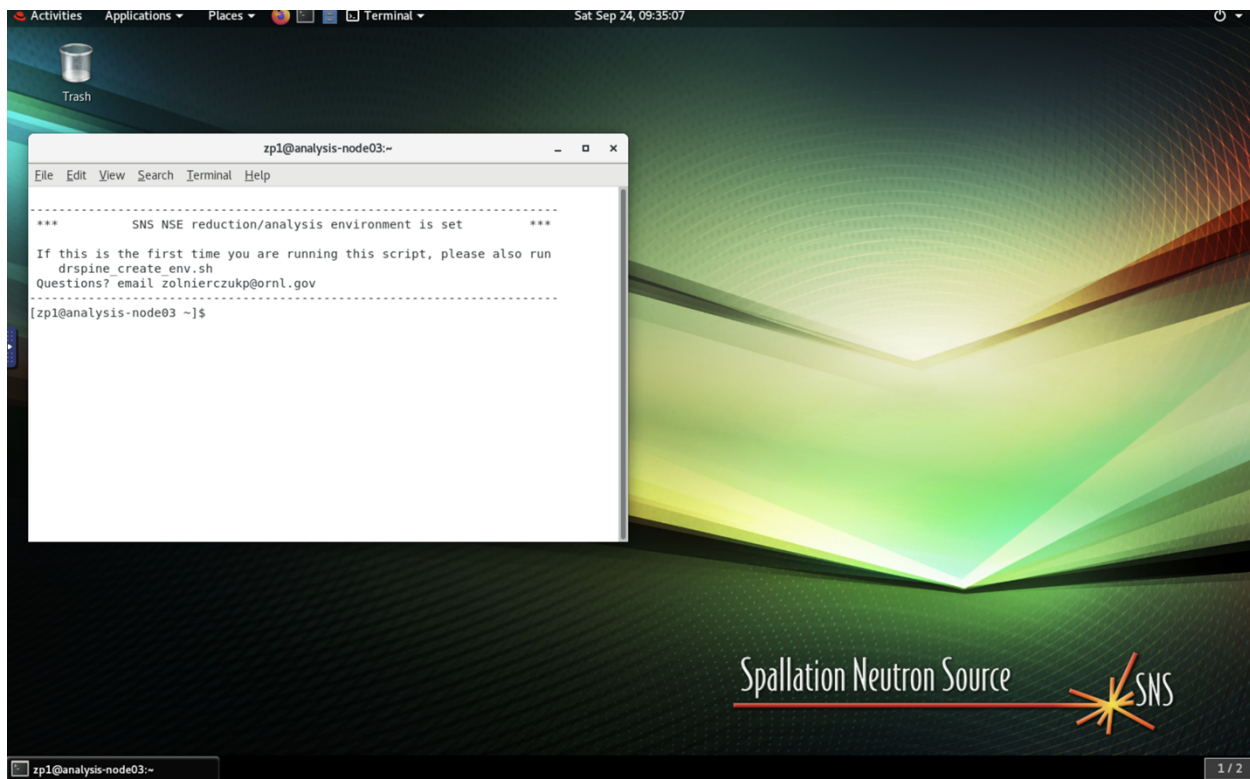 Activities Applications Places Terminal Sat Sep 24, 09:35:07
Trash
zp1@analysis-node03:~
File Edit View Search Terminal Help
------------------------------------------------------------------------
*** SNS NSE reduction/analysis environment is set ***
If this is the first time you are running this script, please also run
drspine_create_env.sh
Questions? email zolnierczukp@ornl.gov
------------------------------------------------------------------------
[zp1@analysis-node03 ~]$
Spallation Neutron Source
SNS
zp1@analysis-node03:~
1 / 2